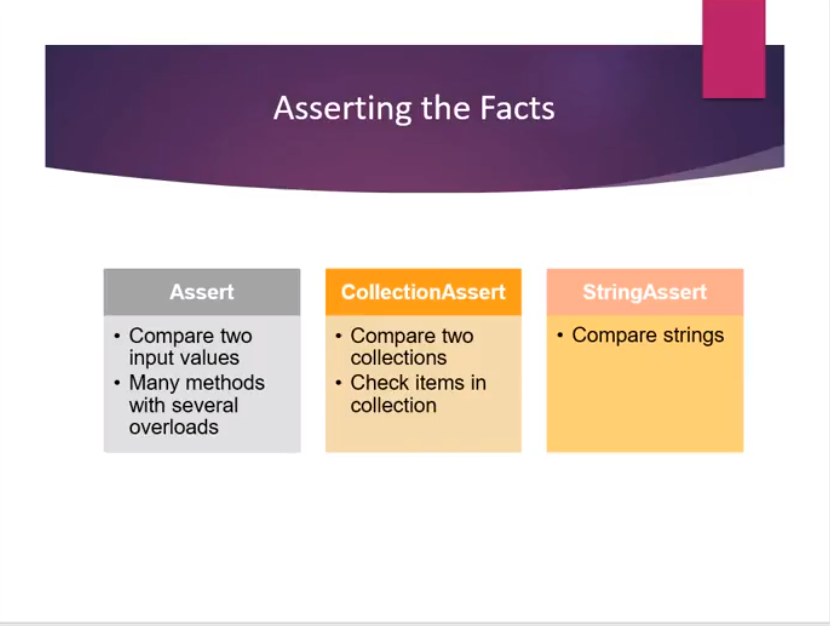 Asserting the Facts
Assert
• Compare two
input values
• Many methods
with several
overloads
CollectionAssert
• Compare two
collections
• Check items in
collection
StringAssert
• Compare strings